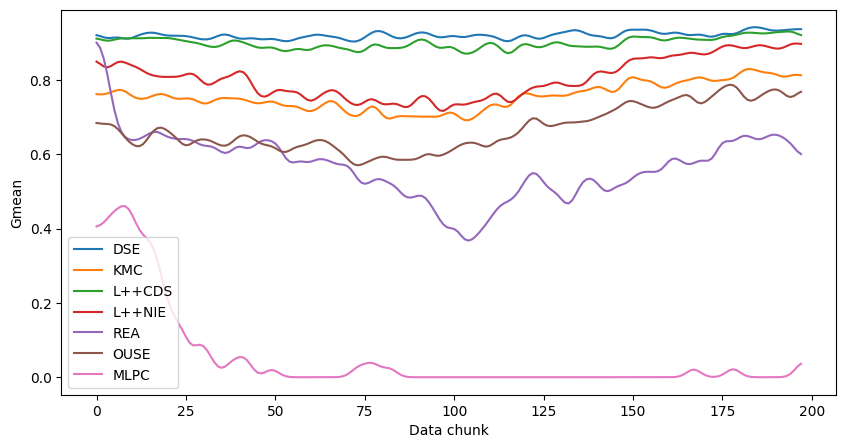 Gmean
0.8
0.6
0.4
0.2
0.0
DSE
KMC
L++CDS
L++NIE
REA
OUSE
MLPC
0 25 50 75 100 125 150 175 200
Data chunk